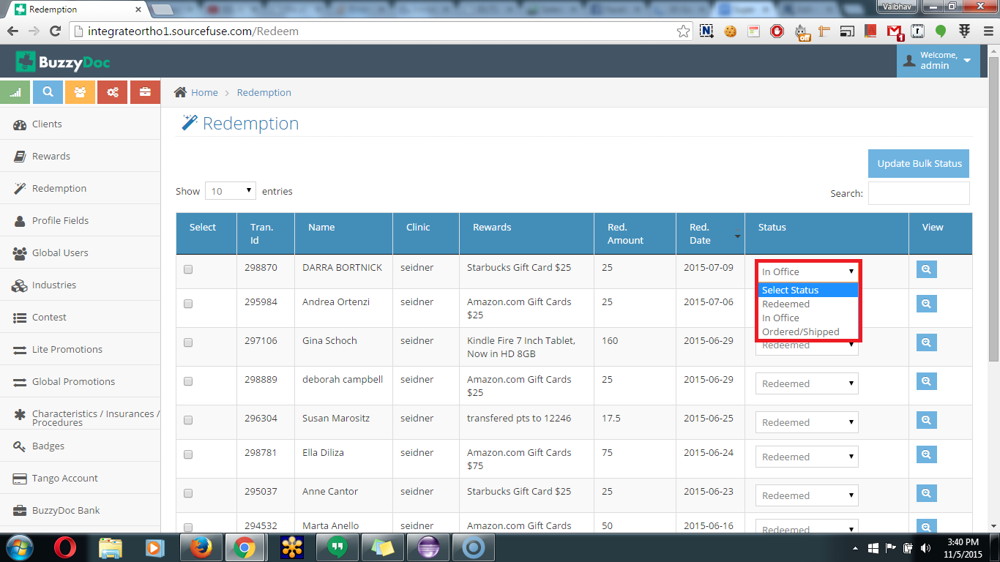 Redemption
Vaibhav
integrateortho1.sourcefuse.com/Redeem
off
1
BuzzyDoc
Welcome,
admin
Home > Redemption
Clients
Rewards
Redemption
Profile Fields
Global Users
Industries
Contest
Lite Promotions
Global Promotions
Characteristics / Insurances /
Procedures
Badges
Tango Account
BuzzyDoc Bank
Redemption
Update Bulk Status
Show 10 entries
Search:
Select Tran. Id Name Clinic Rewards Red. Amount Red. Date Status View
298870 DARRA BORTNICK seidner Starbucks Gift Card $25 25 2015-07-09 In Office
Select Status
Redeemed
In Office
Ordered/Shipped
295984 Andrea Ortenzi seidner Amazon.com Gift Cards $25 25 2015-07-06
297106 Gina Schoch seidner Kindle Fire 7 Inch Tablet, Now in HD 8GB 160 2015-06-29 Redeemed
298889 deborah campbell seidner Amazon.com Gift Cards $25 25 2015-06-29 Redeemed
296304 Susan Marositz seidner transfered pts to 12246 17.5 2015-06-25 Redeemed
298781 Ella Diliza seidner Amazon.com Gift Cards $75 75 2015-06-24 Redeemed
295037 Anne Cantor seidner Starbucks Gift Card $25 25 2015-06-23 Redeemed
294532 Marta Anello seidner Amazon.com Gift Cards 50 2015-06-16 Redeemed
3:40 PM
11/5/2015